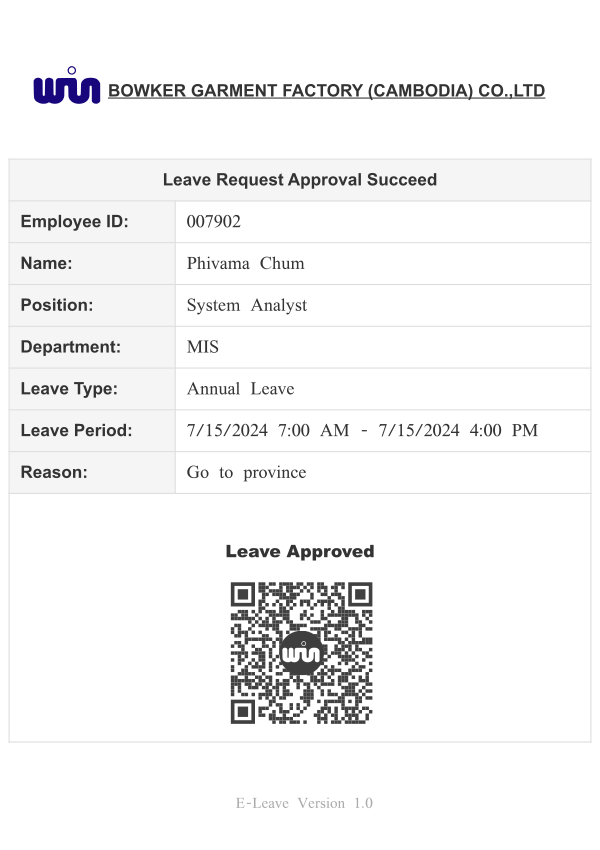 win BOWKER GARMENT FACTORY (CAMBODIA) CO.,LTD
Leave Request Approval Succeed
Employee ID: 007902
Name: Phivama Chum
Position: System Analyst
Department: MIS
Leave Type: Annual Leave
Leave Period: 7/15/2024 7:00 AM - 7/15/2024 4:00 PM
Reason: Go to province
Leave Approved
win
E-Leave Version 1.0